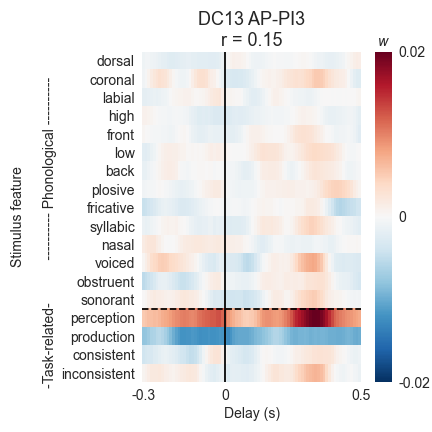 DC13 AP-PI3
r = 0.15
w
dorsal
coronal
labial
high
front
low
back
plosive
fricative
syllabic
nasal
voiced
obstruent
sonorant
perception
production
consistent
inconsistent
Stimulus feature
---------- Phonological ----------
-Task-related-
0.02
0
-0.02
-0.3
0
0.5
Delay (s)